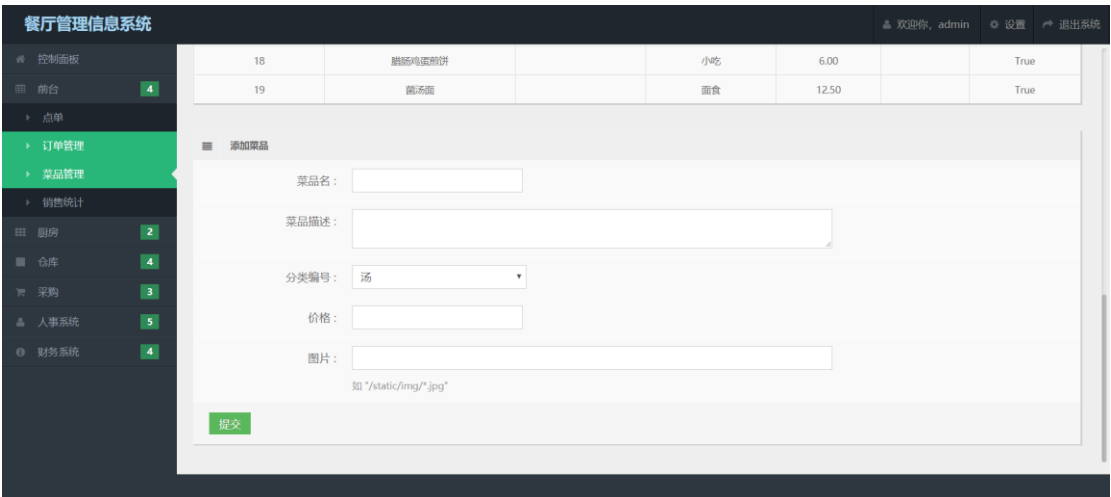 餐厅管理信息系统
欢迎你, admin 设置 退出系统
控制面板
前台 4
点单
订单管理
菜品管理
销售统计
厨房 2
仓库 4
采购 3
人事系统 5
财务系统 4
18 腊肠鸡蛋煎饼 小吃 6.00 True
19 菌汤面 面食 12.50 True
添加菜品
菜品名：
菜品描述：
分类编号： 汤
价格：
图片：
如 "/static/img/*.jpg"
提交